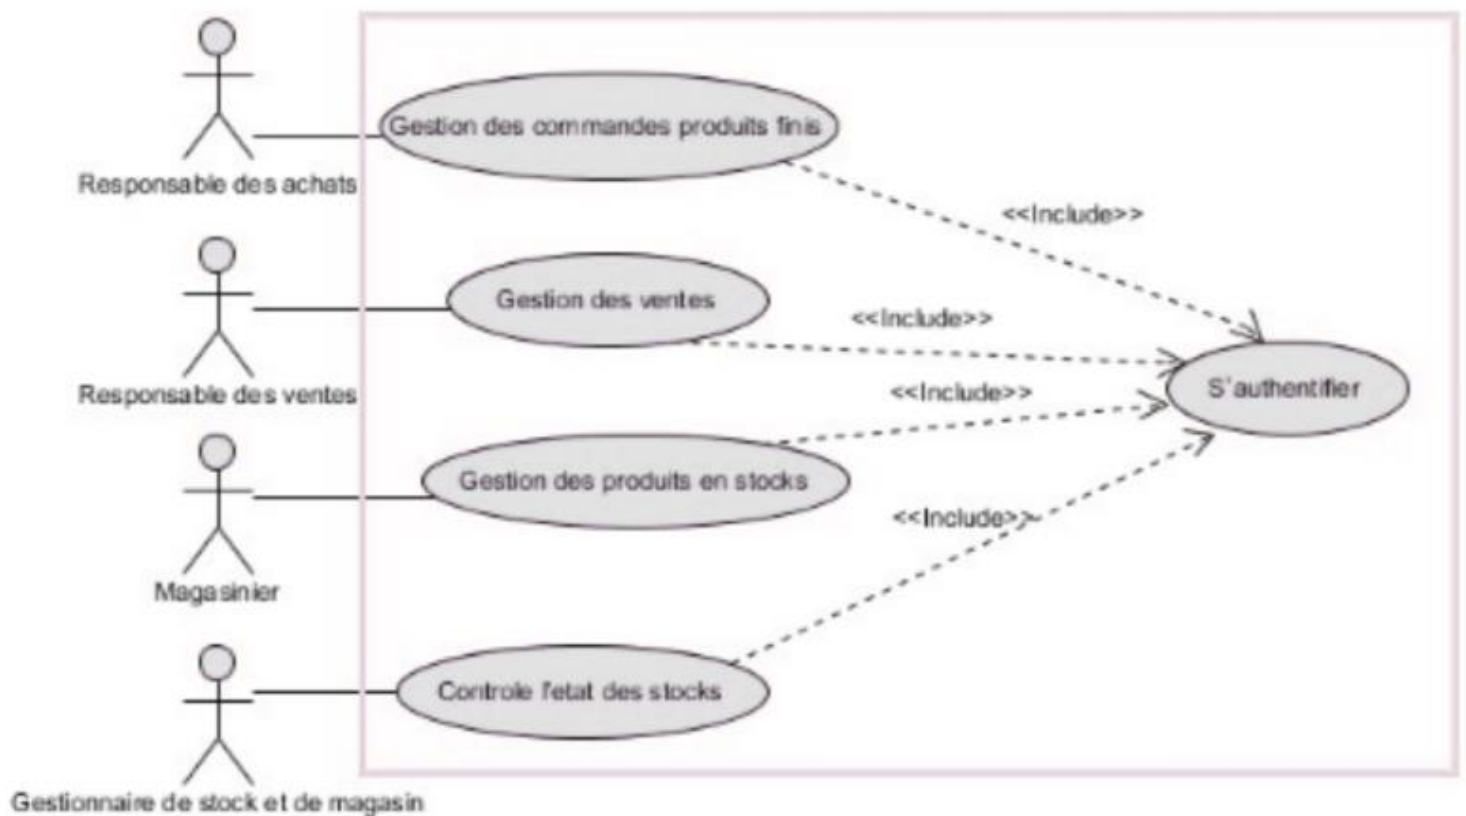 Gestion des commandes produits finis
Responsable des achats
<<Include>>
Gestion des ventes
<<Include>>
Responsable des ventes
<<Include>>
S'authentifier
Gestion des produits en stocks
<<Include>>
Magasinier
Controle l'etat des stocks
Gestionnaire de stock et de magasin